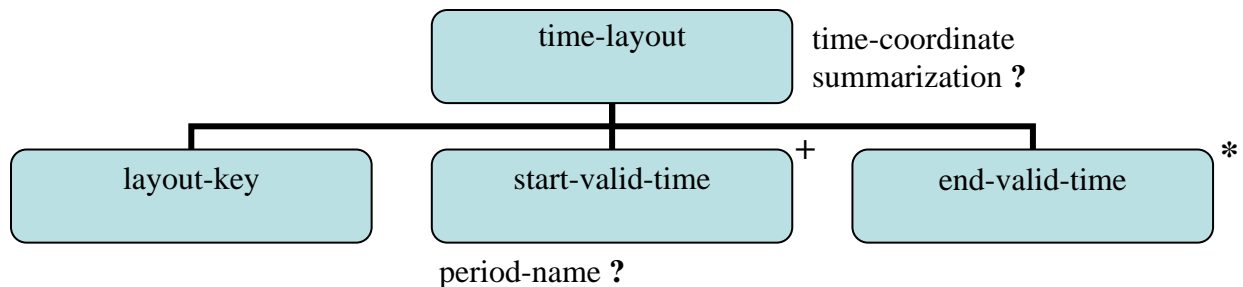 time-layout
time-coordinate
summarization ?
layout-key
start-valid-time
+
end-valid-time
*
period-name ?